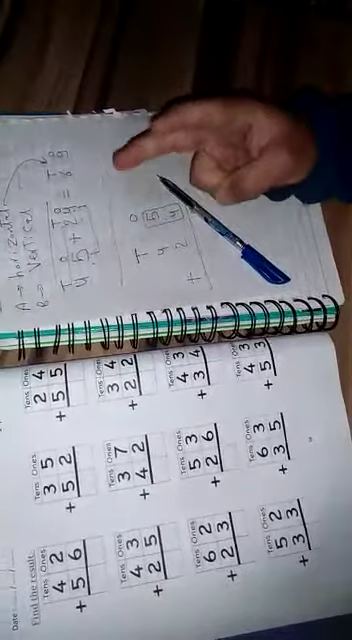 A → horizontal
B → Vertical
T O T O T O
4 5 + 24 = 69
T O
4 5
+ 2 4
Date
Find the result.
Tens Ones Tens Ones Tens Ones
4 2 3 5 2 4
+ 5 6 + 5 2 + 5 5
Tens Ones Tens Ones Tens Ones
4 3 3 7 3 4
+ 2 5 + 4 2 + 2 2
Tens Ones Tens Ones Tens Ones
6 2 5 3 4 3
+ 2 3 + 2 6 + 3 4
Tens Ones Tens Ones Tens Ones
5 2 6 3 4 3
+ 3 3 + 3 5 + 5 3